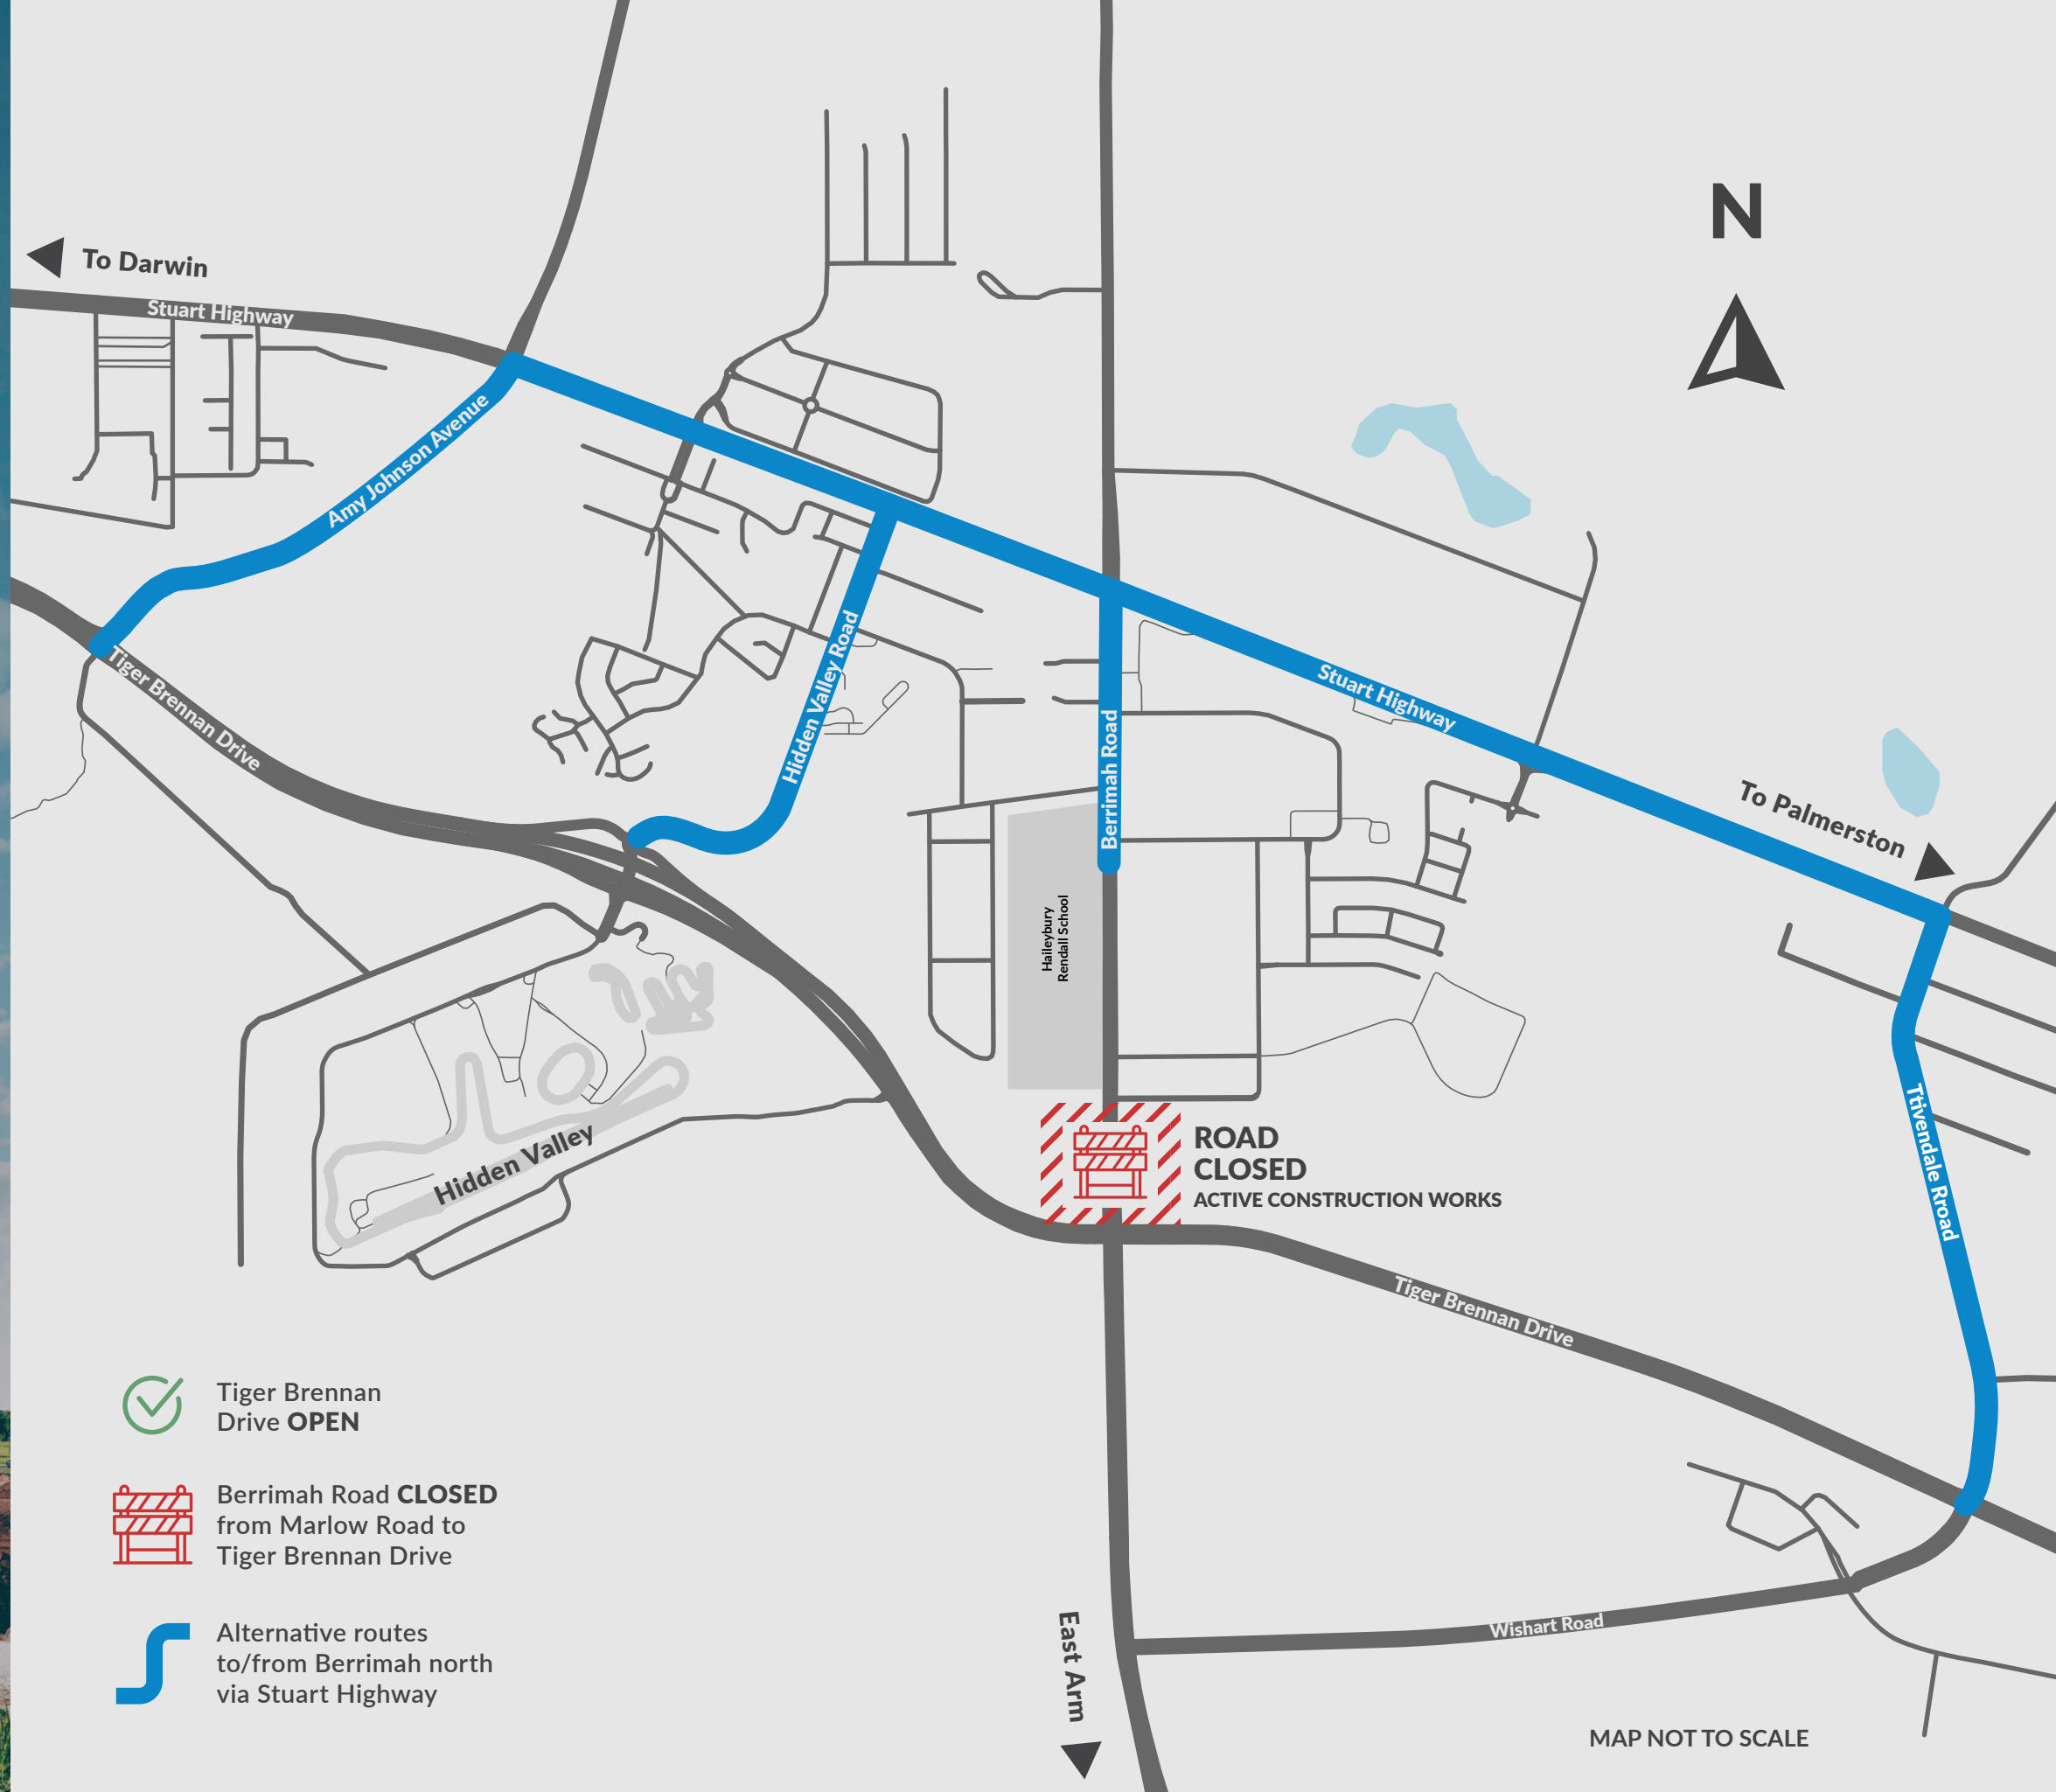 N
To Darwin
Stuart Highway
Amy Johnson Avenue
Tiger Brennan Drive
Hidden Valley Road
Berrimah Road
Stuart Highway
To Palmerston
Haileybury
Rendall School
Ttivendale Rroad
ROAD
CLOSED
ACTIVE CONSTRUCTION WORKS
Hidden Valley
Tiger Brennan Drive
Tiger Brennan
Drive OPEN
Berrimah Road CLOSED
from Marlow Road to
Tiger Brennan Drive
Alternative routes
to/from Berrimah north
via Stuart Highway
East Arm
Wishart Road
MAP NOT TO SCALE